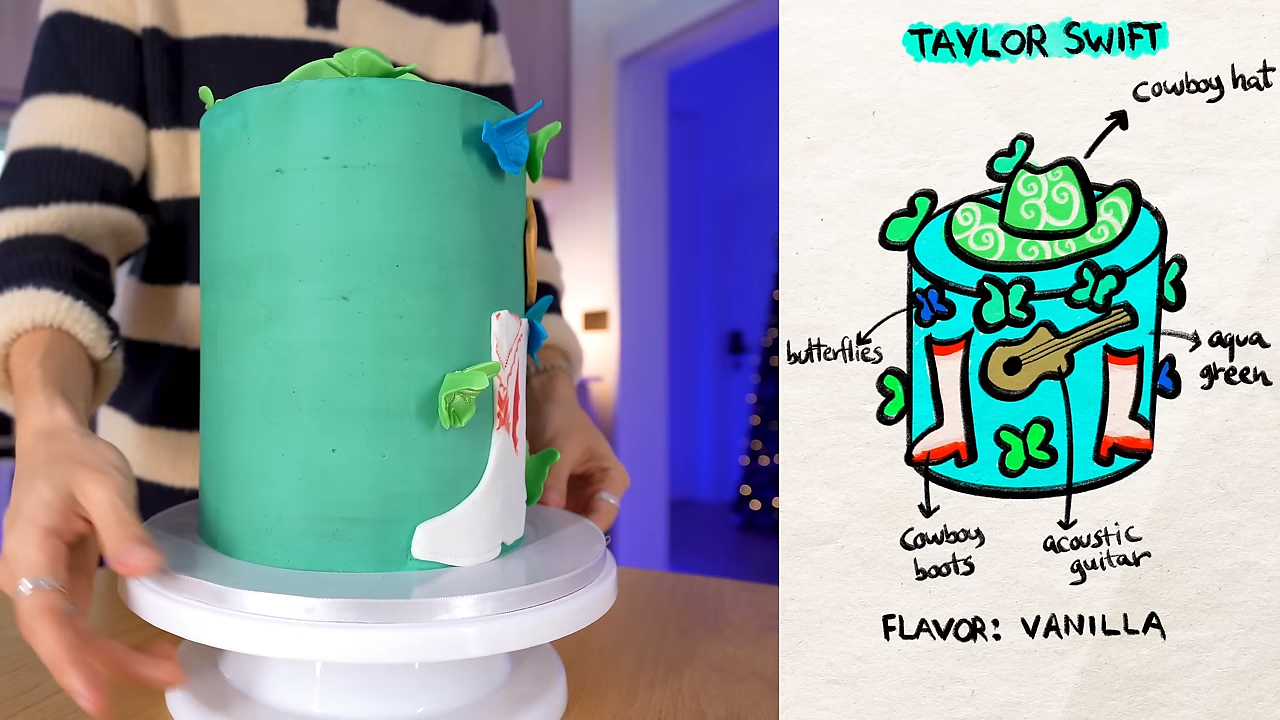 TAYLOR SWIFT
cowboy hat
butterflies
aqua
green
cowboy
boots
acoustic
guitar
FLAVOR: VANILLA